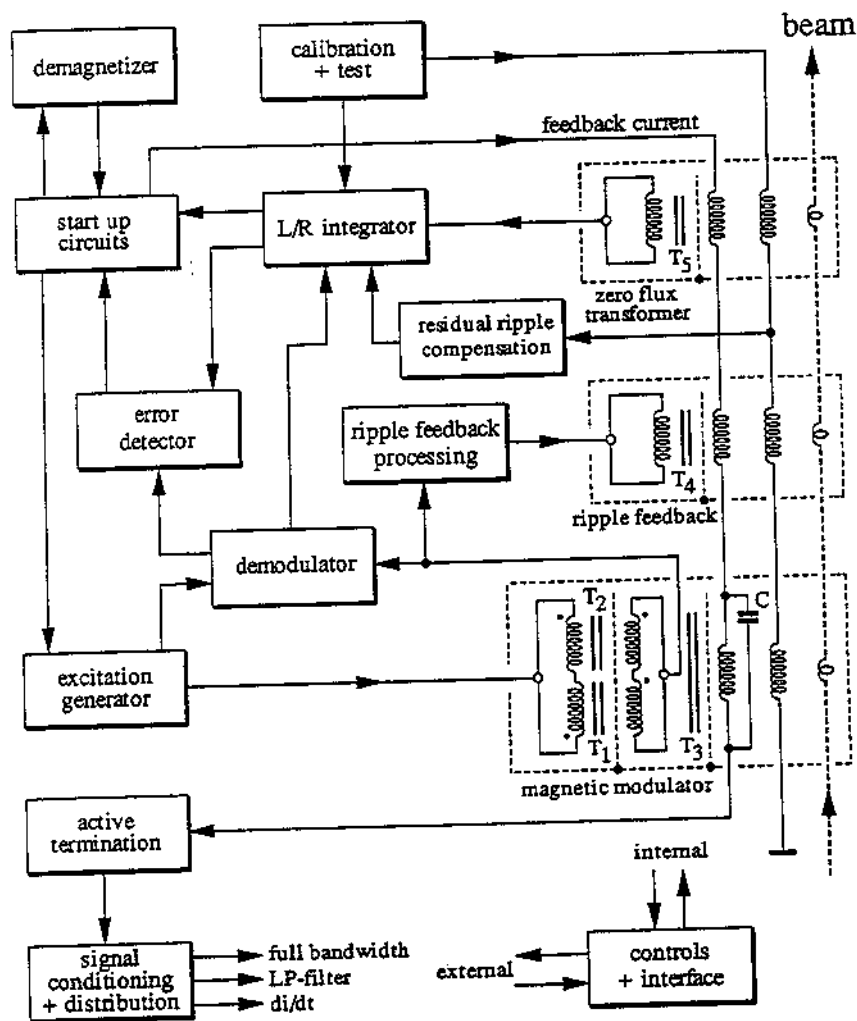 beam
calibration
+ test
demagnetizer
feedback current
start up
circuits
L/R integrator
T5
zero flux
transformer
residual ripple
compensation
error
detector
ripple feedback
processing
T4
ripple feedback
demodulator
T2
C
excitation
generator
T1
T3
magnetic modulator
active
termination
internal
signal
conditioning
+ distribution
full bandwidth
LP-filter
di/dt
external
controls
+ interface